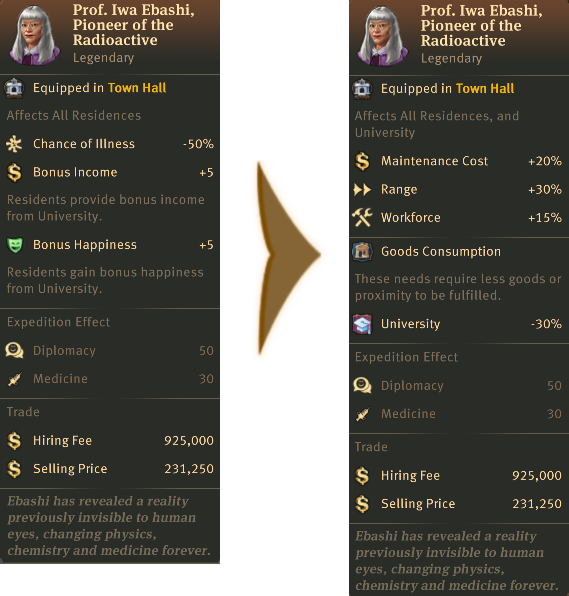 Prof. Iwa Ebashi,
Pioneer of the
Radioactive
Legendary
Equipped in Town Hall
Affects All Residences
Chance of Illness -50%
Bonus Income +5
Residents provide bonus income
from University.
Bonus Happiness +5
Residents gain bonus happiness
from University.
Expedition Effect
Diplomacy 50
Medicine 30
Trade
Hiring Fee 925,000
Selling Price 231,250
Ebashi has revealed a reality
previously invisible to human
eyes, changing physics,
chemistry and medicine forever.
Prof. Iwa Ebashi,
Pioneer of the
Radioactive
Legendary
Equipped in Town Hall
Affects All Residences, and
University
Maintenance Cost +20%
Range +30%
Workforce +15%
Goods Consumption
These needs require less goods or
proximity to be fulfilled.
University -30%
Expedition Effect
Diplomacy 50
Medicine 30
Trade
Hiring Fee 925,000
Selling Price 231,250
Ebashi has revealed a reality
previously invisible to human
eyes, changing physics,
chemistry and medicine forever.